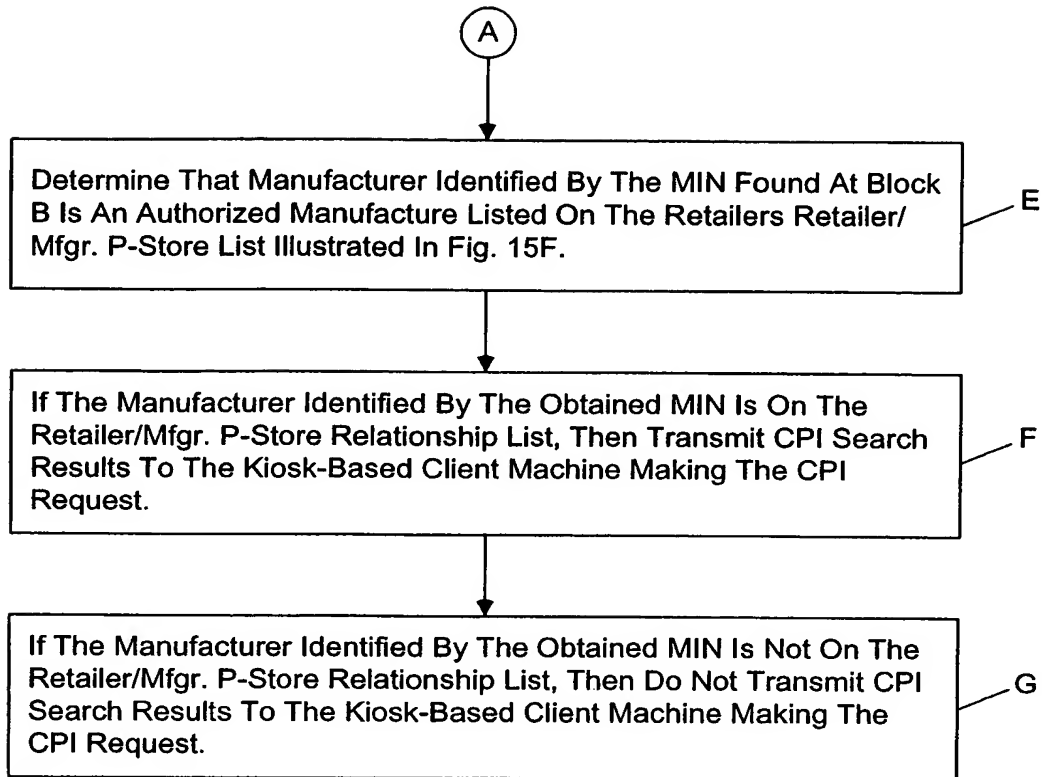 A
Determine That Manufacturer Identified By The MIN Found At Block
B Is An Authorized Manufacture Listed On The Retailers Retailer/
Mfgr. P-Store List Illustrated In Fig. 15F.
E
If The Manufacturer Identified By The Obtained MIN Is On The
Retailer/Mfgr. P-Store Relationship List, Then Transmit CPI Search
Results To The Kiosk-Based Client Machine Making The CPI
Request.
F
If The Manufacturer Identified By The Obtained MIN Is Not On The
Retailer/Mfgr. P-Store Relationship List, Then Do Not Transmit CPI
Search Results To The Kiosk-Based Client Machine Making The
CPI Request.
G